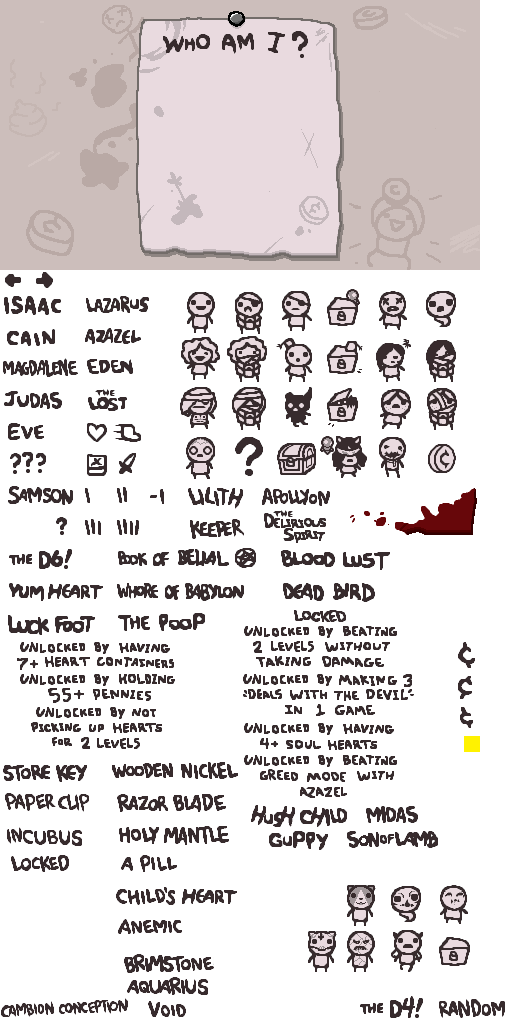 WHO AM I?
ISAAC LAZARUS
CAIN AZAZEL
MAGDALENE EDEN
JUDAS THE LOST
EVE
???
?
SAMSON I II -I LILITH APOLLYON
? III IIII KEEPER THE DELIRIOUS SPIRIT
THE D6! BOOK OF BELIAL BLOOD LUST
YUM HEART WHORE OF BABYLON DEAD BIRD
LUCK FOOT THE POOP
LOCKED
UNLOCKED BY HAVING
7+ HEART CONTAINERS
UNLOCKED BY HOLDING
55+ PENNIES
UNLOCKED BY NOT
PICKING UP HEARTS
FOR 2 LEVELS
UNLOCKED BY BEATING
2 LEVELS WITHOUT
TAKING DAMAGE
UNLOCKED BY MAKING 3
"DEALS WITH THE DEVIL"
IN 1 GAME
UNLOCKED BY HAVING
4+ SOUL HEARTS
UNLOCKED BY BEATING
GREED MODE WITH
AZAZEL
¢
¢
¢
STORE KEY WOODEN NICKEL
PAPER CLIP RAZOR BLADE
HUSH CHILD MIDAS
INCUBUS HOLY MANTLE
GUPPY SON OF LAMB
LOCKED A PILL
CHILD'S HEART
ANEMIC
BRIMSTONE
AQUARIUS
CAMBION CONCEPTION VOID THE D4! RANDOM